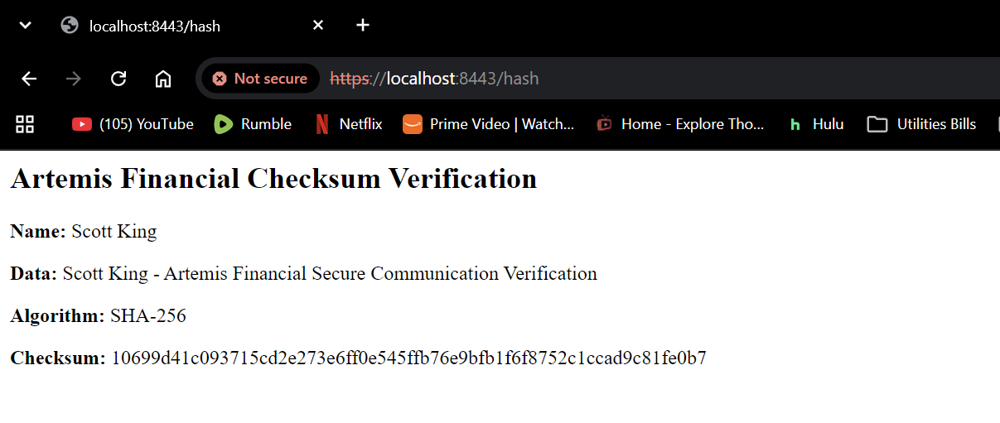 localhost:8443/hash
Not secure https://localhost:8443/hash
(105) YouTube Rumble Netflix Prime Video | Watch... Home - Explore Tho... Hulu Utilities Bills
Artemis Financial Checksum Verification
Name: Scott King
Data: Scott King - Artemis Financial Secure Communication Verification
Algorithm: SHA-256
Checksum: 10699d41c093715cd2e273e6ff0e545ffb76e9bfb1f6f8752c1ccad9c81fe0b7